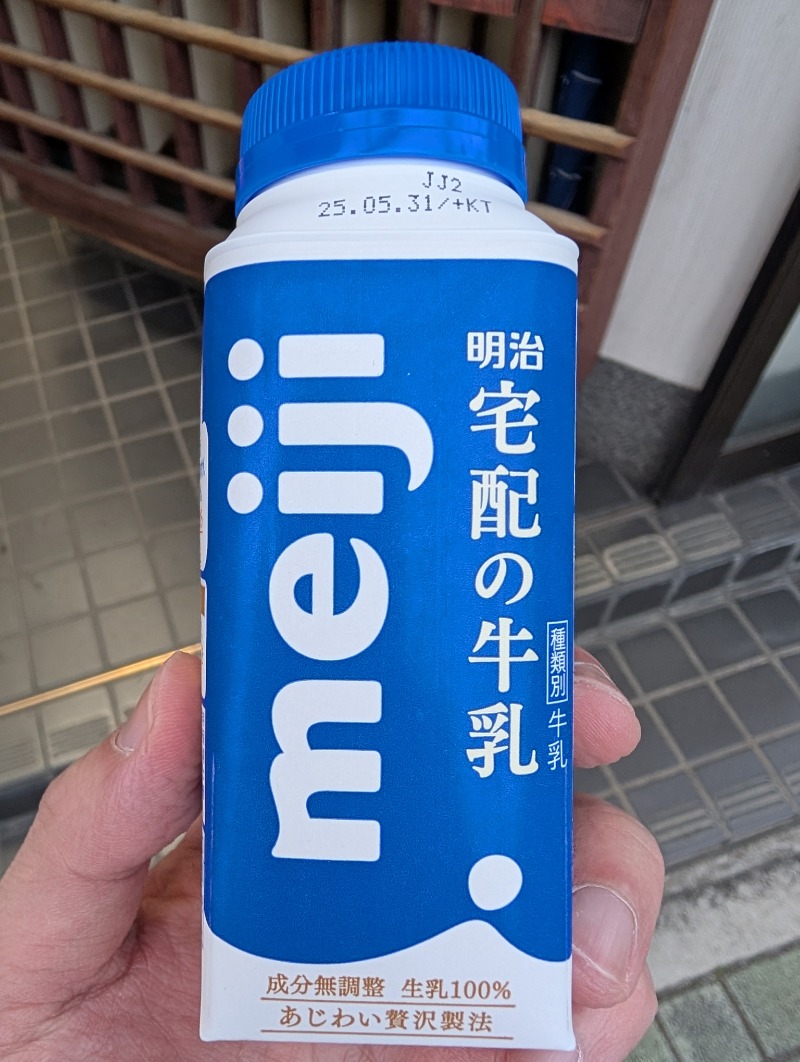 JJ2
25.05.31/+KT
meiji
明治
宅配の牛乳
種類別 牛乳
成分無調整 生乳100%
あじわい贅沢製法